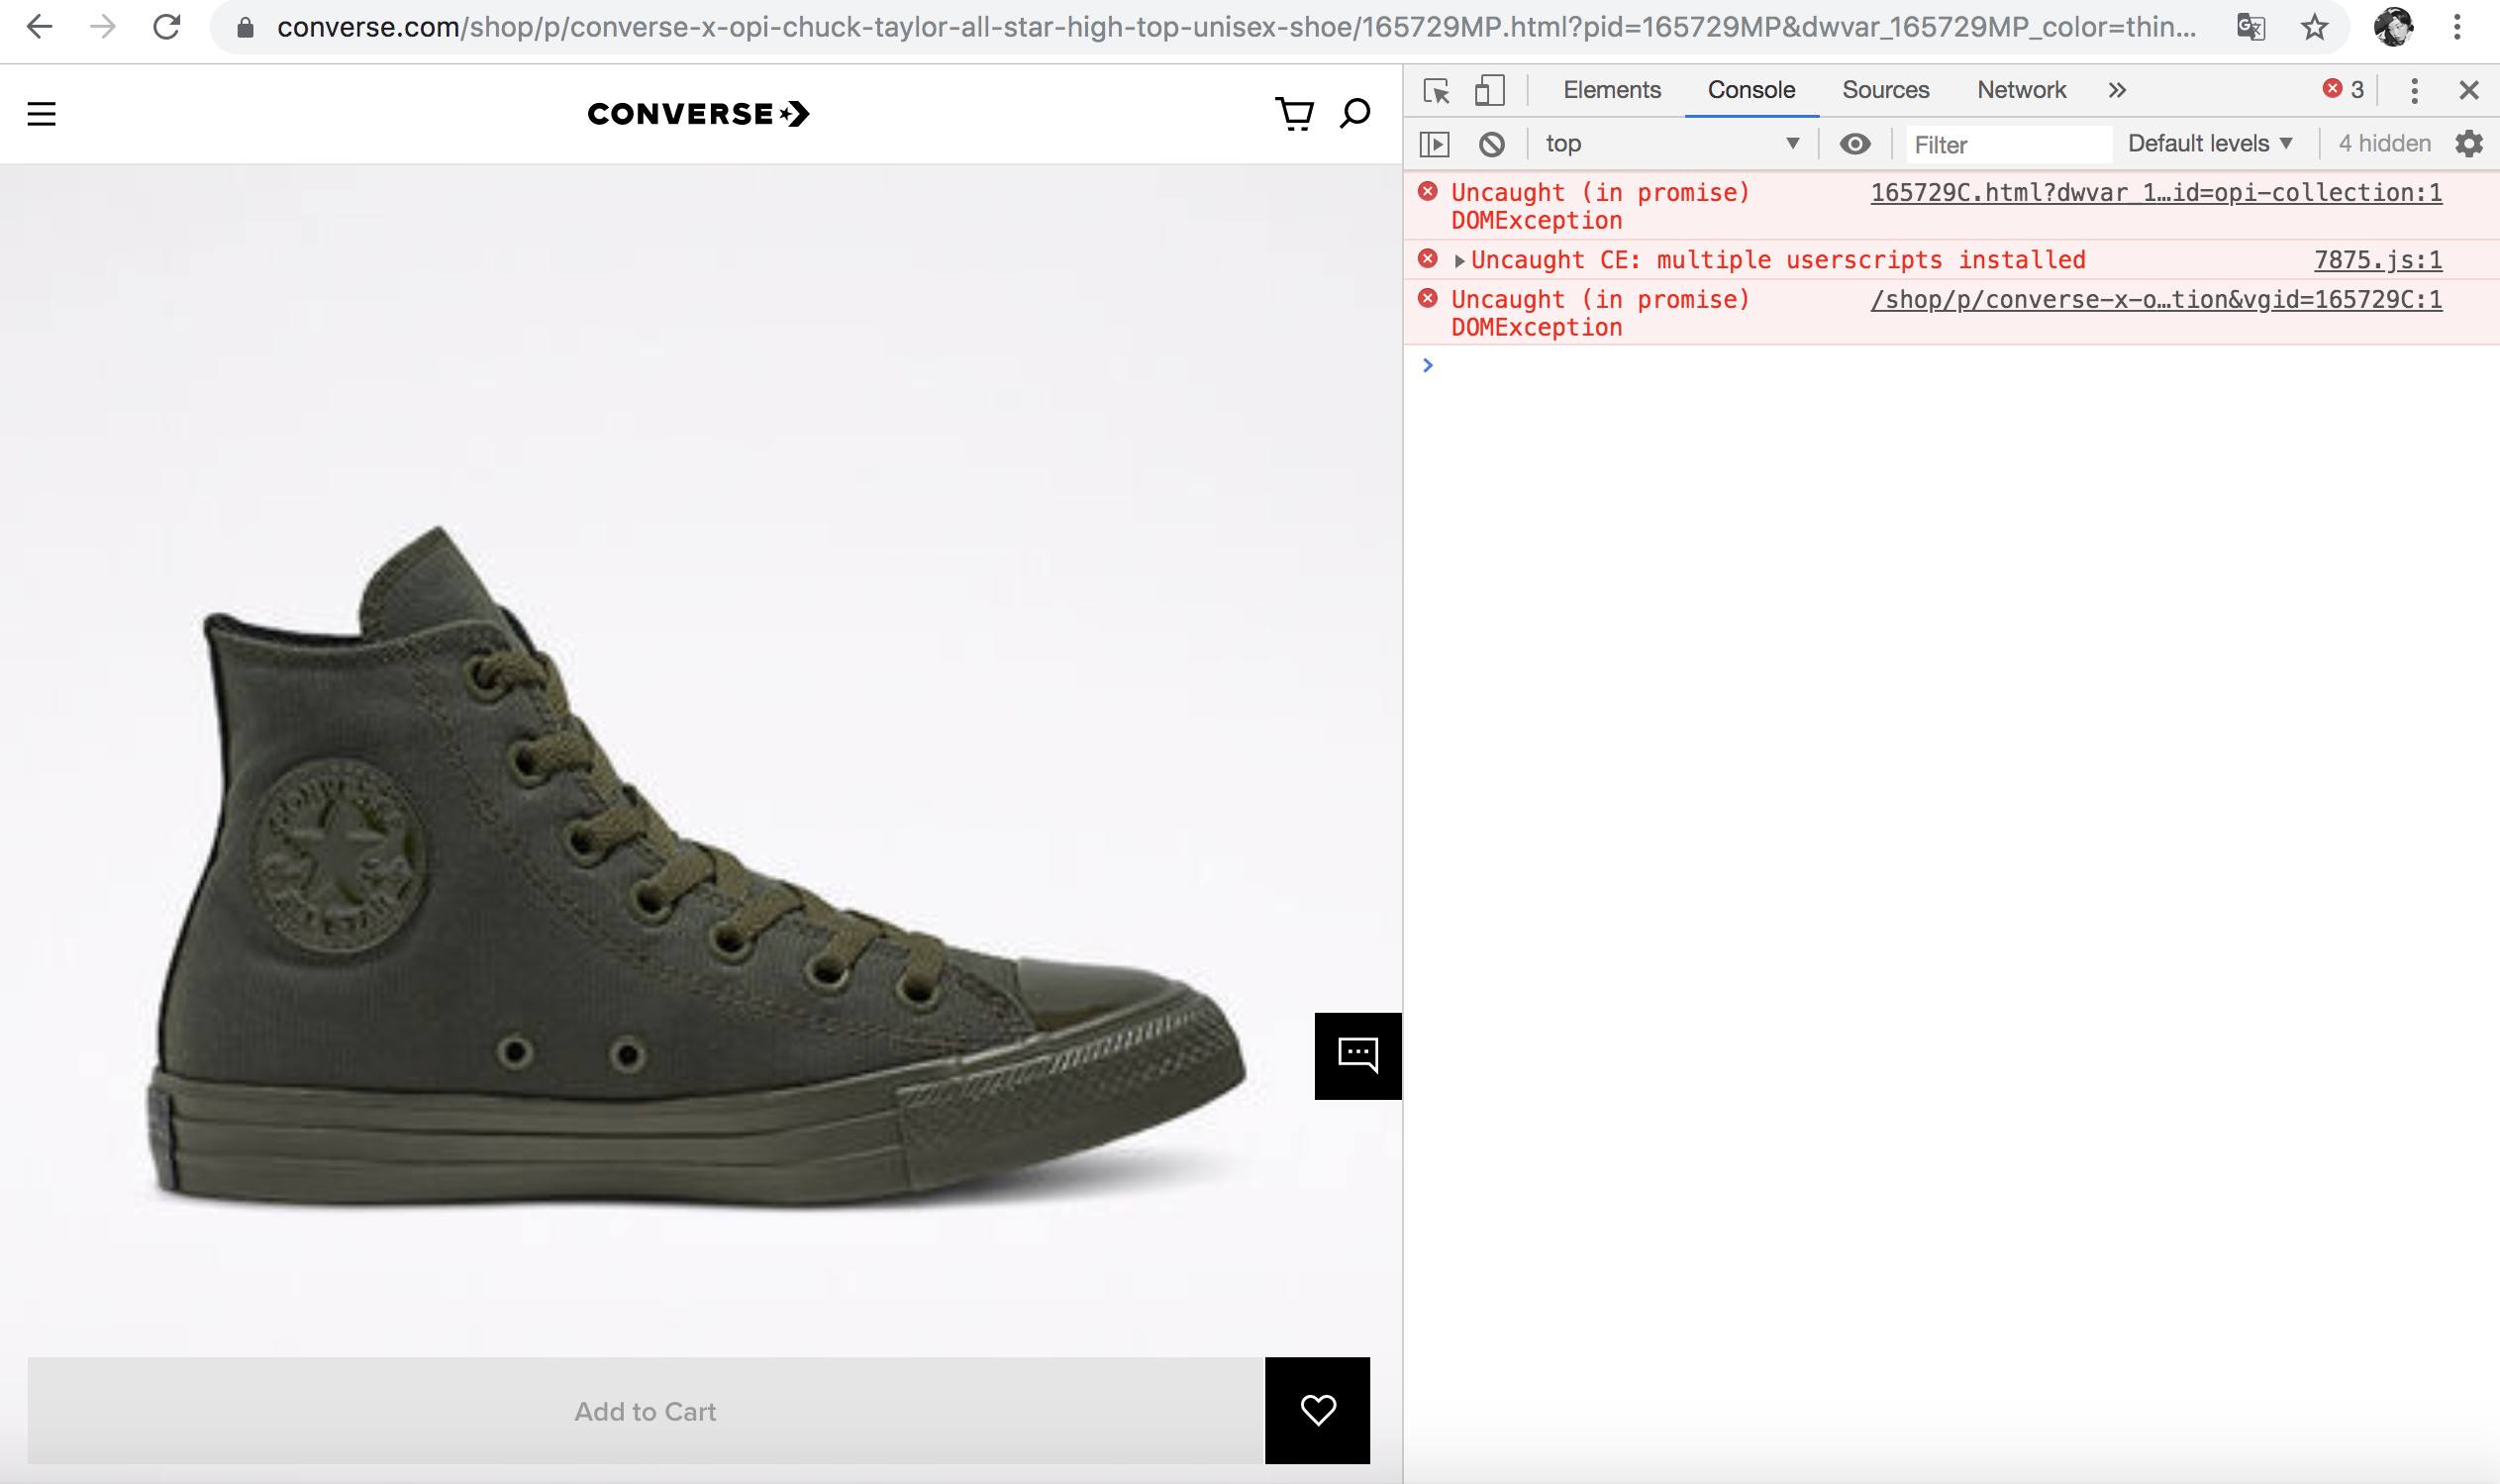 converse.com/shop/p/converse-x-opi-chuck-taylor-all-star-high-top-unisex-shoe/165729MP.html?pid=165729MP&dwvar_165729MP_color=thin...
CONVERSE
Add to Cart
Elements Console Sources Network » 3
top Filter Default levels 4 hidden
Uncaught (in promise) 165729C.html?dwvar_1…id=opi-collection:1
DOMException
Uncaught CE: multiple userscripts installed 7875.js:1
Uncaught (in promise) /shop/p/converse-x-o…tion&vgid=165729C:1
DOMException